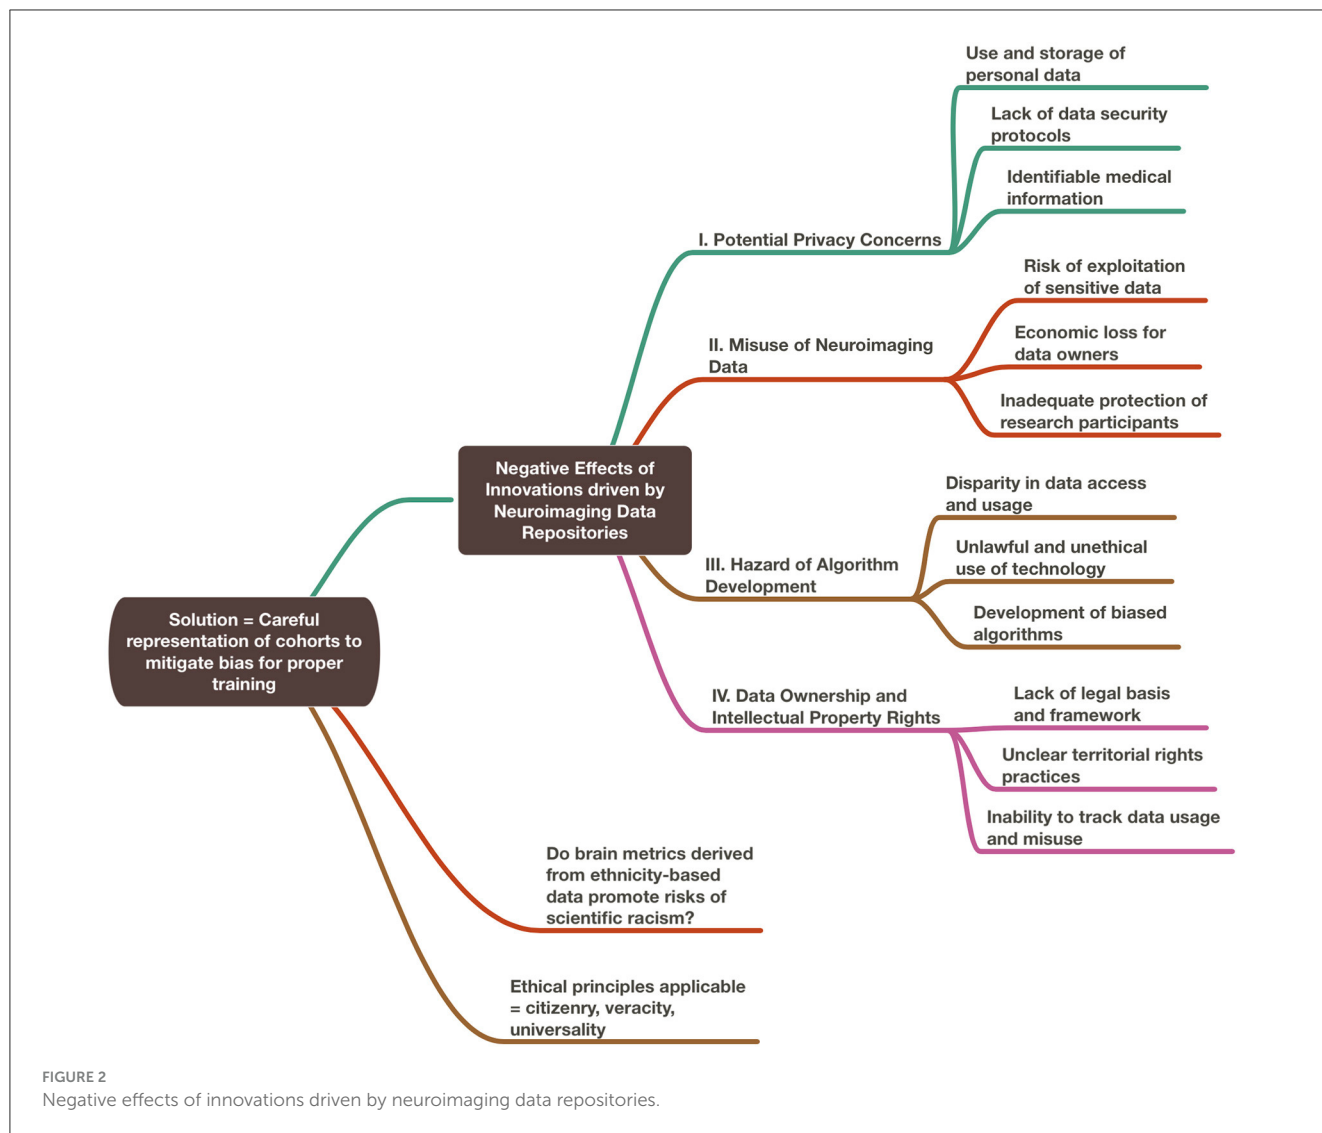 Use and storage of
personal data
Lack of data security
protocols
Identifiable medical
information
I. Potential Privacy Concerns
Risk of exploitation
of sensitive data
II. Misuse of Neuroimaging
Data
Economic loss for
data owners
Inadequate protection of
research participants
Negative Effects of
Innovations driven by
Neuroimaging Data
Repositories
Disparity in data access
and usage
III. Hazard of Algorithm
Development
Unlawful and unethical
use of technology
Development of biased
algorithms
Solution = Careful
representation of cohorts to
mitigate bias for proper
training
IV. Data Ownership and
Intellectual Property Rights
Lack of legal basis
and framework
Unclear territorial rights
practices
Inability to track data usage
and misuse
Do brain metrics derived
from ethnicity-based
data promote risks of
scientific racism?
Ethical principles applicable
= citizenry, veracity,
universality
FIGURE 2
Negative effects of innovations driven by neuroimaging data repositories.